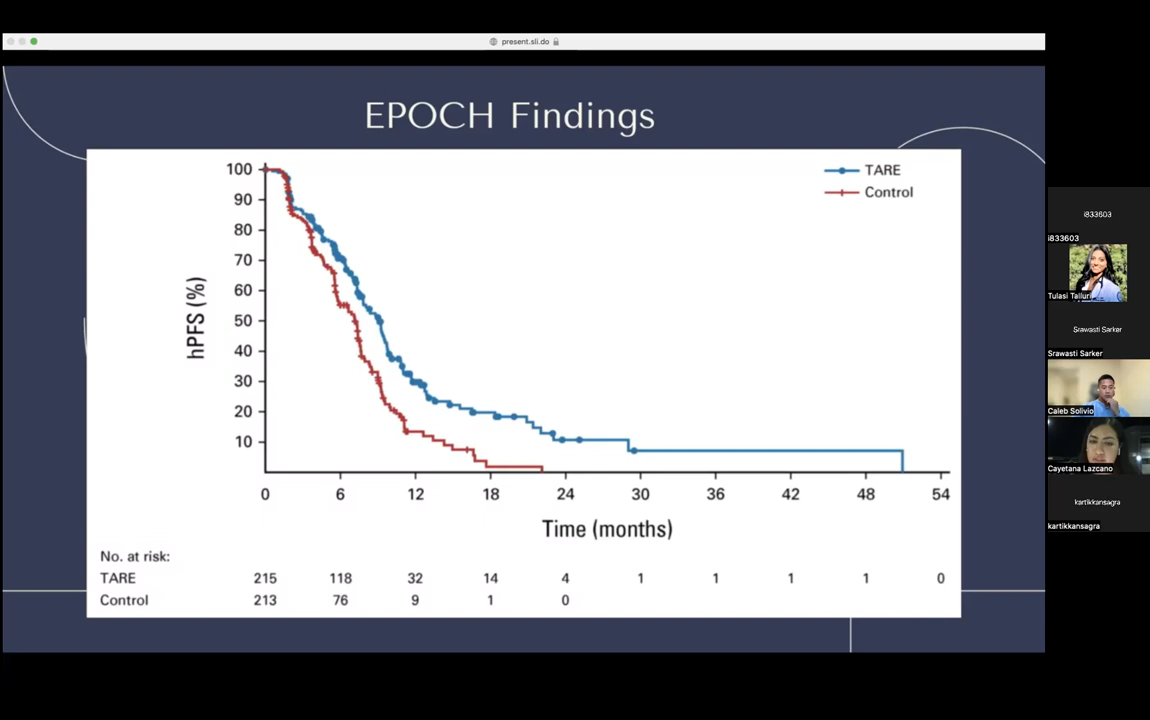 present.sli.do
EPOCH Findings
TARE
Control
hPFS (%)
100
90
80
70
60
50
40
30
20
10
0 6 12 18 24 30 36 42 48 54
Time (months)
No. at risk:
TARE 215 118 32 14 4 1 1 1 1 0
Control 213 76 9 1 0
i833603
i833603
Tulasi Talluri
Srawasti Sarker
Srawasti Sarker
Caleb Solivio
Cayetana Lazcano
kartikkansagra
kartikkansagra